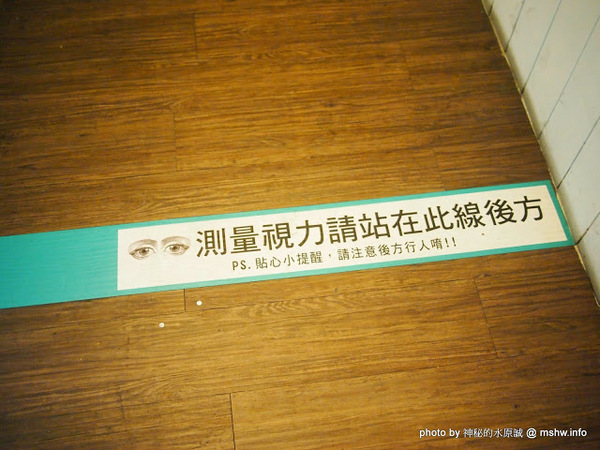 測量視力請站在此線後方
PS.貼心小提醒，請注意後方行人唷!!
photo by 神秘的水原誠 @ mshw.info